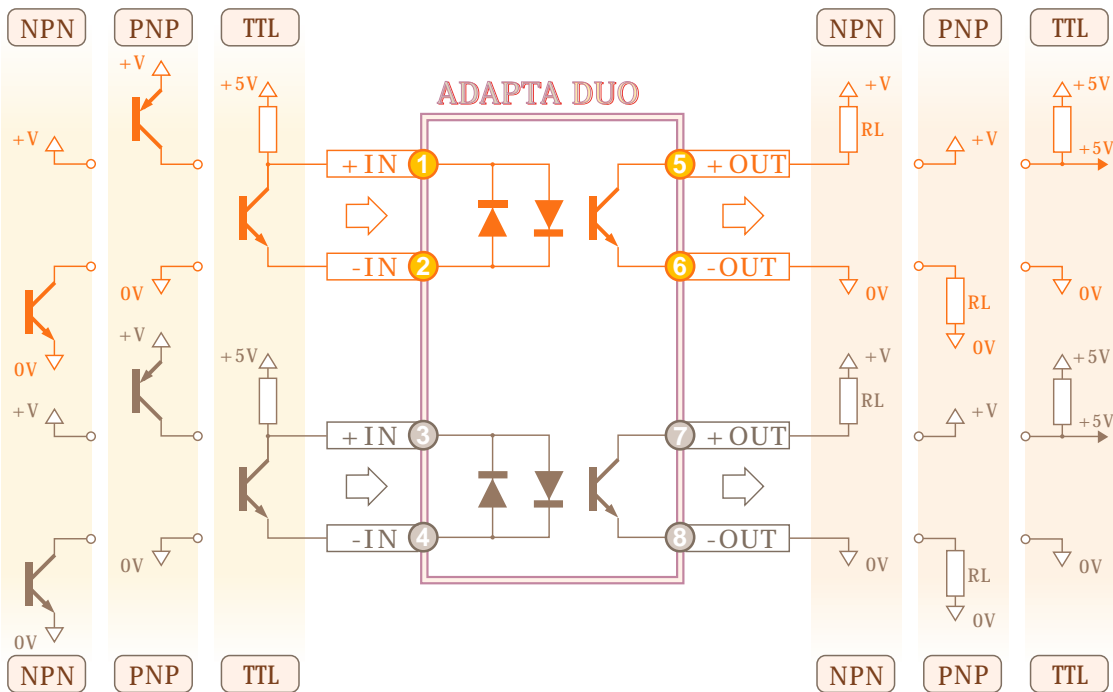 NPN PNP TTL NPN PNP TTL
+V
+5V
ADAPTA DUO
+V
+5V
+V
RL
+V
+5V
+IN 1 5 +OUT
-IN 2 6 -OUT
0V
0V
0V
RL
0V
0V
+V
+5V
+V
+5V
+V
RL
+V
+5V
+IN 3 7 +OUT
-IN 4 8 -OUT
0V
0V
RL
0V
0V
0V
NPN PNP TTL NPN PNP TTL